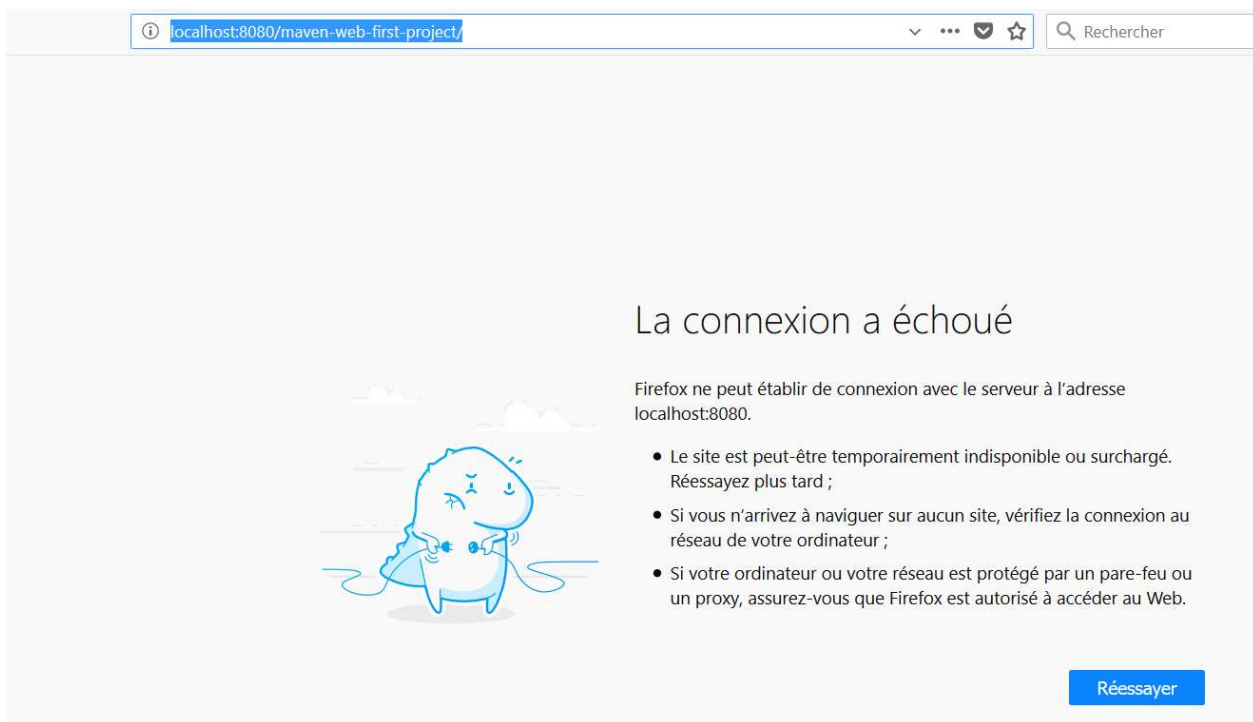 localhost:8080/maven-web-first-project/
Rechercher
La connexion a échoué
Firefox ne peut établir de connexion avec le serveur à l’adresse
localhost:8080.
• Le site est peut-être temporairement indisponible ou surchargé.
Réessayez plus tard ;
• Si vous n’arrivez à naviguer sur aucun site, vérifiez la connexion au
réseau de votre ordinateur ;
• Si votre ordinateur ou votre réseau est protégé par un pare-feu ou
un proxy, assurez-vous que Firefox est autorisé à accéder au Web.
Réessayer